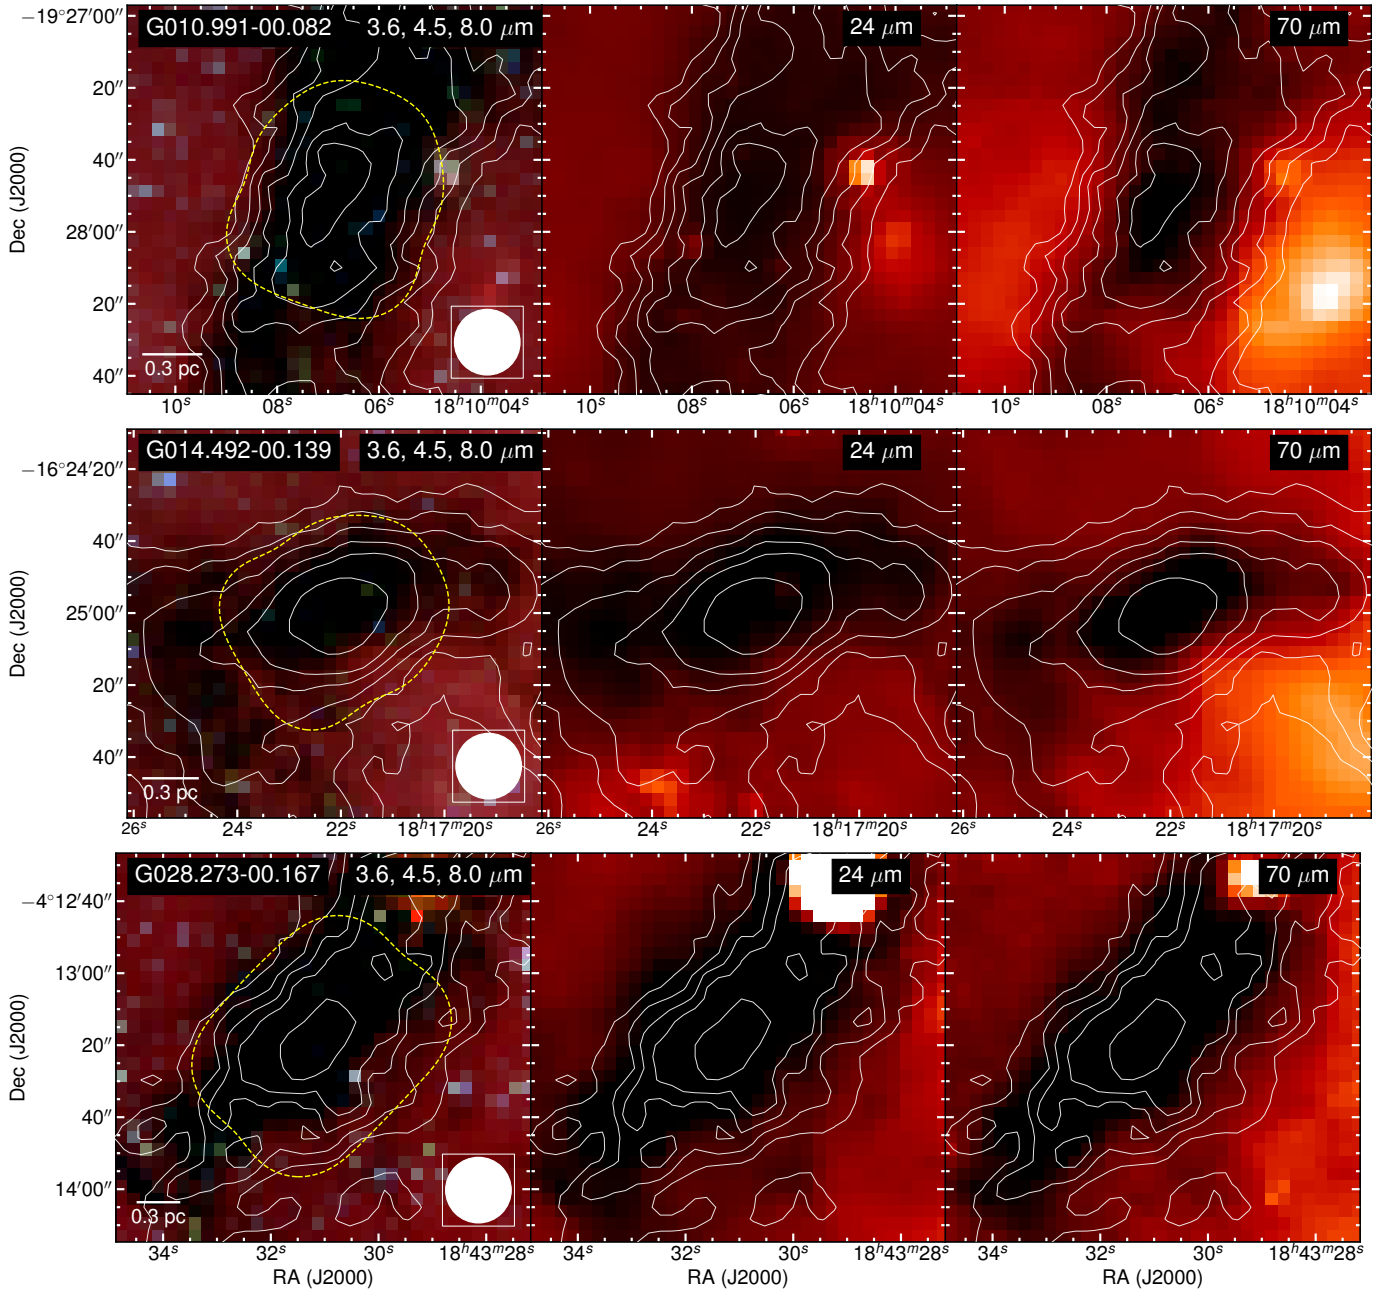 −19°27′00″
G010.991-00.082 3.6, 4.5, 8.0 μm 24 μm 70 μm
20″
40″
Dec (J2000)
28′00″
20″
0.3 pc
40″
10ˢ 08ˢ 06ˢ 18ʰ10ᵐ04ˢ 10ˢ 08ˢ 06ˢ 18ʰ10ᵐ04ˢ 10ˢ 08ˢ 06ˢ 18ʰ10ᵐ04ˢ
G014.492-00.139 3.6, 4.5, 8.0 μm 24 μm 70 μm
−16°24′20″
40″
Dec (J2000)
25′00″
20″
40″
0.3 pc
26ˢ 24ˢ 22ˢ 18ʰ17ᵐ20ˢ 26ˢ 24ˢ 22ˢ 18ʰ17ᵐ20ˢ 26ˢ 24ˢ 22ˢ 18ʰ17ᵐ20ˢ
G028.273-00.167 3.6, 4.5, 8.0 μm 24 μm 70 μm
−4°12′40″
13′00″
Dec (J2000)
20″
40″
14′00″
0.3 pc
34ˢ 32ˢ 30ˢ 18ʰ43ᵐ28ˢ 34ˢ 32ˢ 30ˢ 18ʰ43ᵐ28ˢ 34ˢ 32ˢ 30ˢ 18ʰ43ᵐ28ˢ
RA (J2000) RA (J2000) RA (J2000)